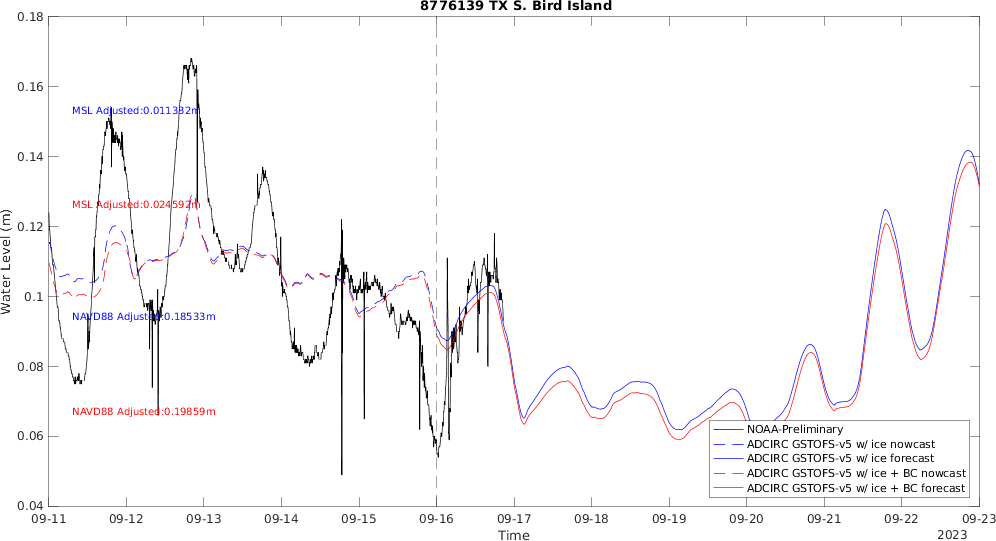 8776139 TX S. Bird Island
0.18
0.16
0.14
0.12
0.1
0.08
0.06
0.04
Water Level (m)
MSL Adjusted:0.011332m
MSL Adjusted:0.024592m
NAVD88 Adjusted:0.18533m
NAVD88 Adjusted:0.19859m
NOAA-Preliminary
ADCIRC GSTOFS-v5 w/ ice nowcast
ADCIRC GSTOFS-v5 w/ ice forecast
ADCIRC GSTOFS-v5 w/ ice + BC nowcast
ADCIRC GSTOFS-v5 w/ ice + BC forecast
09-11 09-12 09-13 09-14 09-15 09-16 09-17 09-18 09-19 09-20 09-21 09-22 09-23
Time
2023